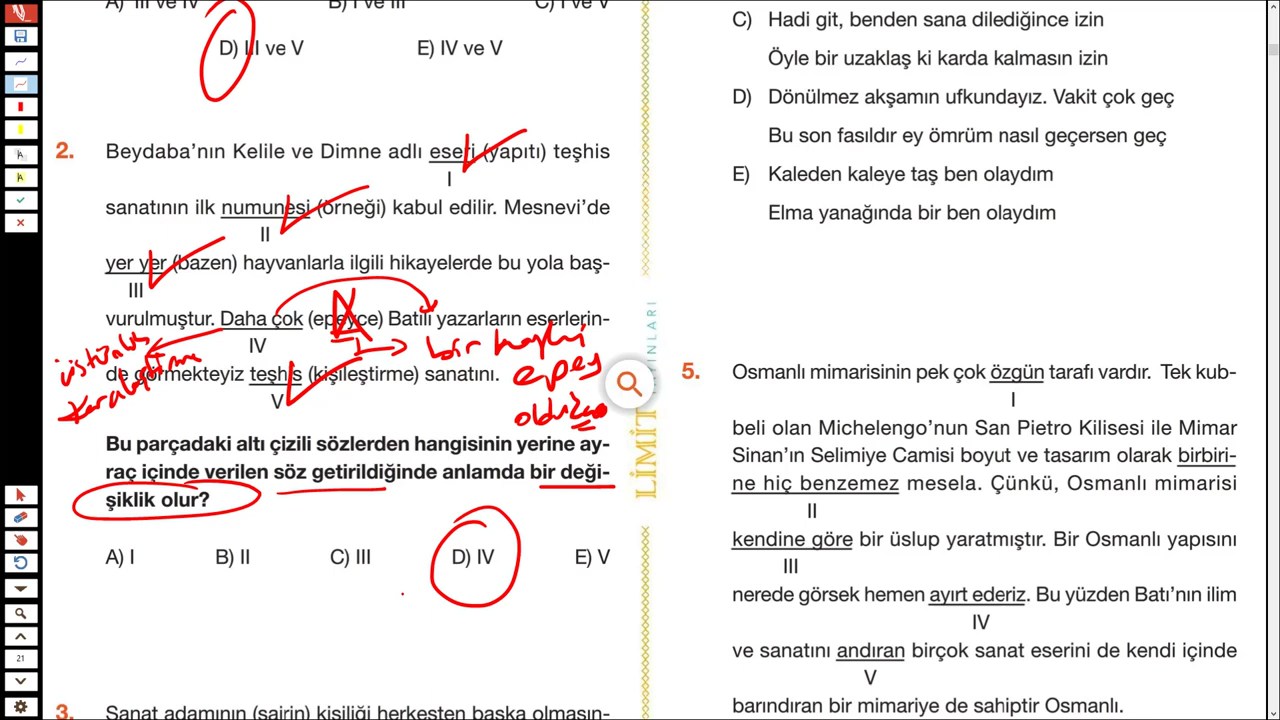 A) III ve IV B) I ve III C) I ve V
D) III ve V E) IV ve V
2. Beydaba’nın Kelile ve Dimne adlı eseri (yapıtı) teşhis
I
sanatının ilk numunesi (örneği) kabul edilir. Mesnevi’de
II
yer yer (bazen) hayvanlarla ilgili hikayelerde bu yola baş-
III
vurulmuştur. Daha çok (epeyce) Batılı yazarların eserlerin-
IV
de görmekteyiz teşhis (kişileştirme) sanatını.
V
üstünlük
karşılaştırma
bir hayli
epey
oldukça
Bu parçadaki altı çizili sözlerden hangisinin yerine ay-
raç içinde verilen söz getirildiğinde anlamda bir deği-
şiklik olur?
A) I B) II C) III D) IV E) V
3. Sanat adamının (şairin) kişiliği herkesten başka olmasın-
LİMİT YAYINLARI
C) Hadi git, benden sana dilediğince izin
Öyle bir uzaklaş ki karda kalmasın izin
D) Dönülmez akşamın ufkundayız. Vakit çok geç
Bu son fasıldır ey ömrüm nasıl geçersen geç
E) Kaleden kaleye taş ben olaydım
Elma yanağında bir ben olaydım
5. Osmanlı mimarisinin pek çok özgün tarafı vardır. Tek kub-
I
beli olan Michelengo’nun San Pietro Kilisesi ile Mimar
Sinan’ın Selimiye Camisi boyut ve tasarım olarak birbiri-
ne hiç benzemez mesela. Çünkü, Osmanlı mimarisi
II
kendine göre bir üslup yaratmıştır. Bir Osmanlı yapısını
III
nerede görsek hemen ayırt ederiz. Bu yüzden Batı’nın ilim
IV
ve sanatını andıran birçok sanat eserini de kendi içinde
V
barındıran bir mimariye de sahiptir Osmanlı.
21